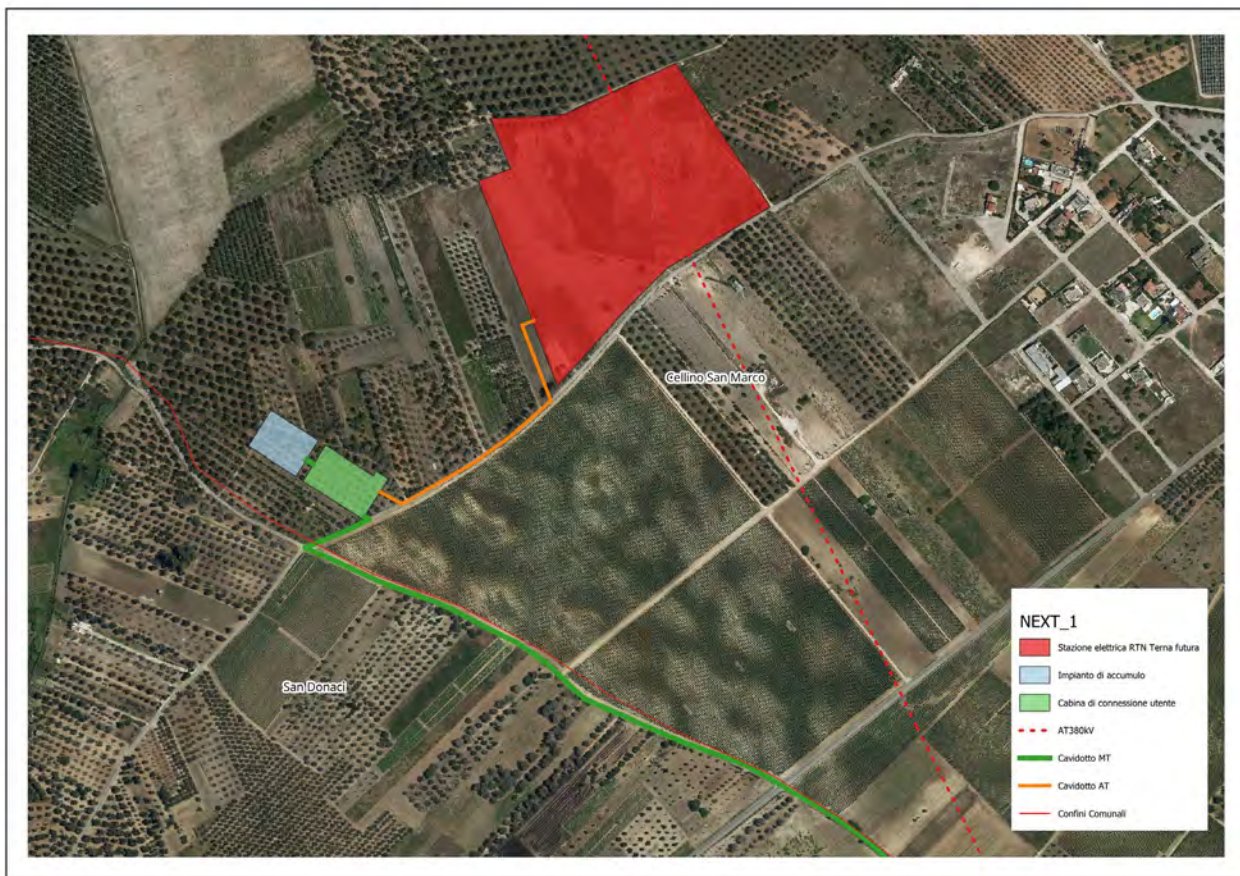 Cellino San Marco
San Donaci
NEXT_1
Stazione elettrica RTN Terna futura
Impianto di accumulo
Cabina di connessione utente
AT380kV
Cavidotto MT
Cavidotto AT
Confini Comunali